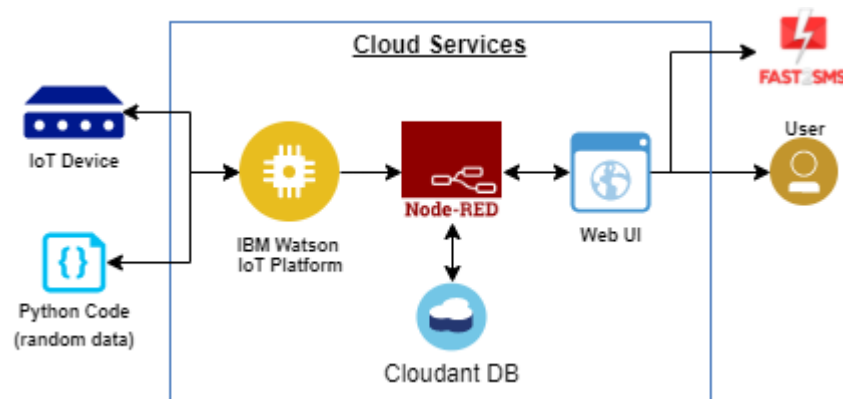 Cloud Services
FAST2SMS
IoT Device
User
IBM Watson
IoT Platform
Node-RED
Web UI
{ }
Python Code
(random data)
Cloudant DB